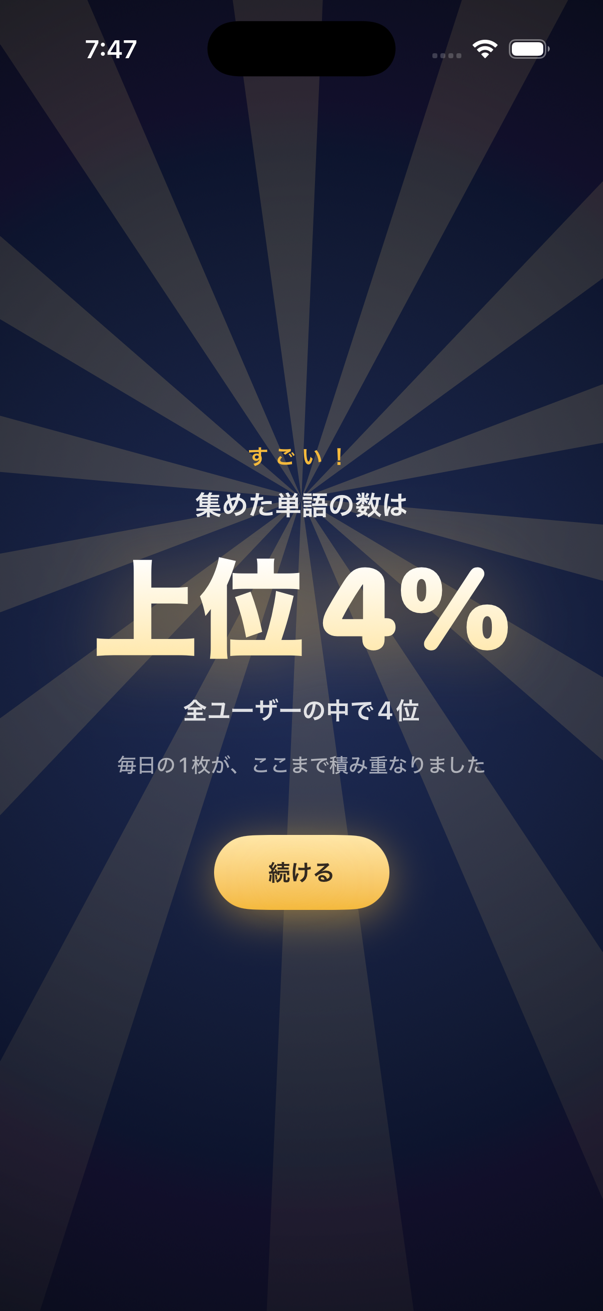 7:47
すごい！
集めた単語の数は
上位4%
全ユーザーの中で4位
毎日の1枚が、ここまで積み重なりました
続ける